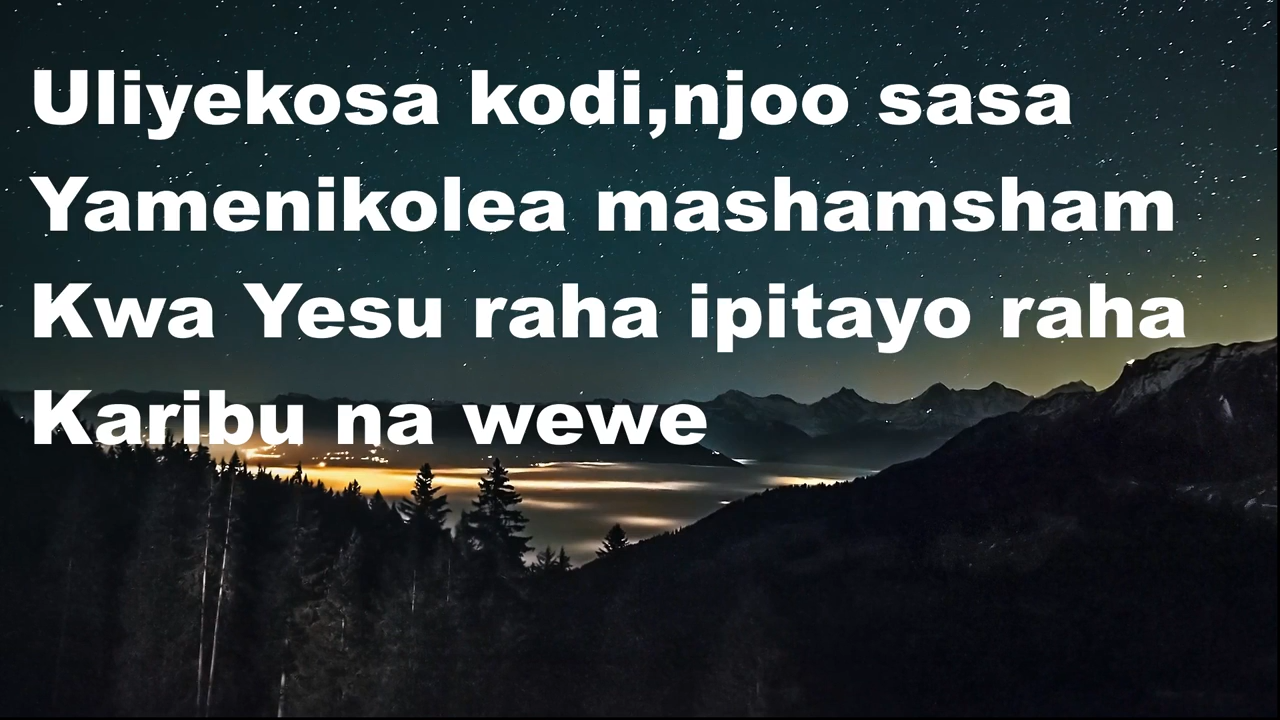 Uliyekosa kodi,njoo sasa
Yamenikolea mashamsham
Kwa Yesu raha ipitayo raha
Karibu na wewe